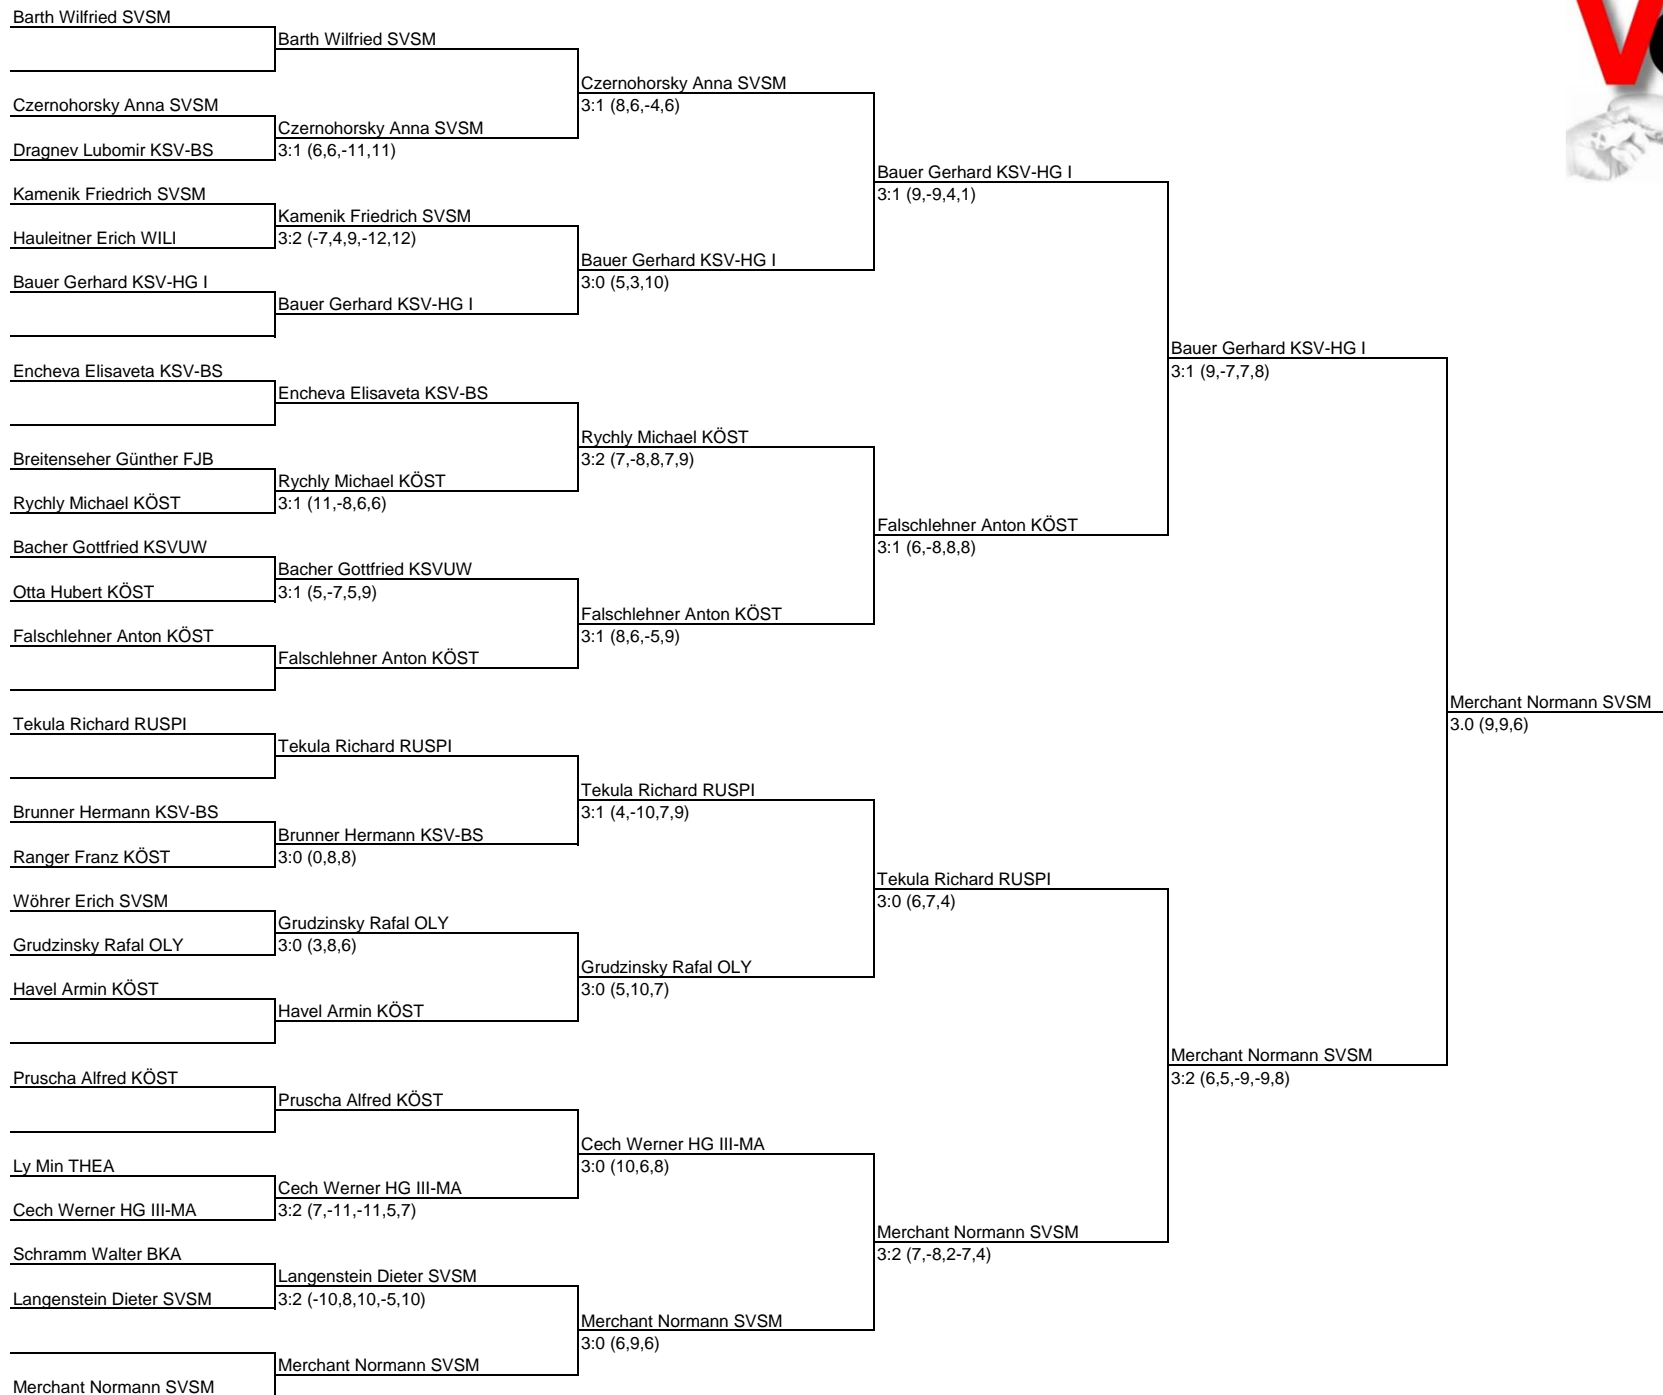 Barth Wilfried SVSM
Czernohorsky Anna SVSM
Dragnev Lubomir KSV-BS
Kamenik Friedrich SVSM
Hauleitner Erich WILI
Bauer Gerhard KSV-HG I
Encheva Elisaveta KSV-BS
Breitenseher Günther FJB
Rychly Michael KÖST
Bacher Gottfried KSVUW
Otta Hubert KÖST
Falschlehner Anton KÖST
Tekula Richard RUSPI
Brunner Hermann KSV-BS
Ranger Franz KÖST
Wöhrer Erich SVSM
Grudzinsky Rafal OLY
Havel Armin KÖST
Pruscha Alfred KÖST
Ly Min THEA
Cech Werner HG III-MA
Schramm Walter BKA
Langenstein Dieter SVSM
Merchant Normann SVSM
Barth Wilfried SVSM
Czernohorsky Anna SVSM
3:1 (6,6,-11,11)
Kamenik Friedrich SVSM
3:2 (-7,4,9,-12,12)
Bauer Gerhard KSV-HG I
Encheva Elisaveta KSV-BS
Rychly Michael KÖST
3:1 (11,-8,6,6)
Bacher Gottfried KSVUW
3:1 (5,-7,5,9)
Falschlehner Anton KÖST
Tekula Richard RUSPI
Brunner Hermann KSV-BS
3:0 (0,8,8)
Grudzinsky Rafal OLY
3:0 (3,8,6)
Havel Armin KÖST
Pruscha Alfred KÖST
Cech Werner HG III-MA
3:2 (7,-11,-11,5,7)
Langenstein Dieter SVSM
3:2 (-10,8,10,-5,10)
Merchant Normann SVSM
Czernohorsky Anna SVSM
3:1 (8,6,-4,6)
Bauer Gerhard KSV-HG I
3:0 (5,3,10)
Rychly Michael KÖST
3:2 (7,-8,8,7,9)
Falschlehner Anton KÖST
3:1 (8,6,-5,9)
Tekula Richard RUSPI
3:1 (4,-10,7,9)
Grudzinsky Rafal OLY
3:0 (5,10,7)
Cech Werner HG III-MA
3:0 (10,6,8)
Merchant Normann SVSM
3:0 (6,9,6)
Bauer Gerhard KSV-HG I
3:1 (9,-9,4,1)
Falschlehner Anton KÖST
3:1 (6,-8,8,8)
Tekula Richard RUSPI
3:0 (6,7,4)
Merchant Normann SVSM
3:2 (7,-8,2-7,4)
Bauer Gerhard KSV-HG I
3:1 (9,-7,7,8)
Merchant Normann SVSM
3:2 (6,5,-9,-9,8)
Merchant Normann SVSM
3.0 (9,9,6)